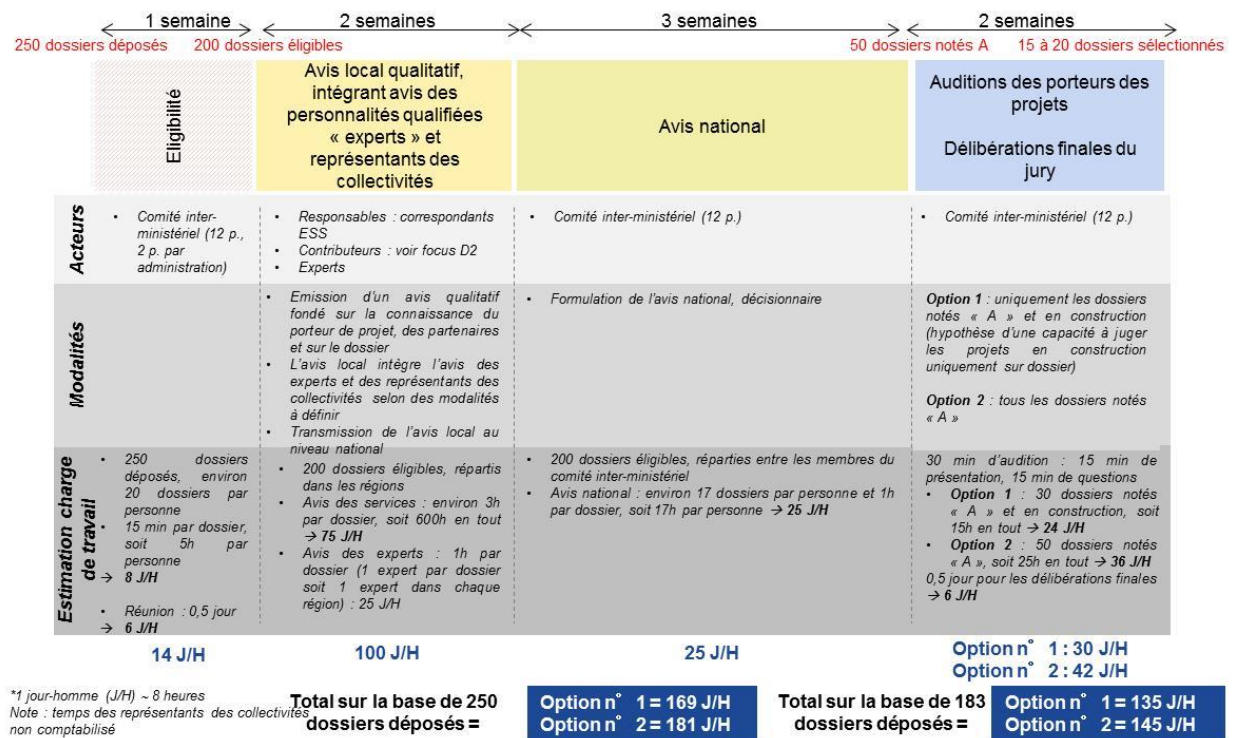 1 semaine
2 semaines
3 semaines
2 semaines
250 dossiers déposés
200 dossiers éligibles
50 dossiers notés A
15 à 20 dossiers sélectionnés
Eligibilité
Avis local qualitatif,
intégrant avis des
personnalités qualifiées
« experts » et
représentants des
collectivités
Avis national
Auditions des porteurs des
projets
Délibérations finales du
jury
Acteurs
• Comité inter-
ministériel (12 p.,
2 p. par
administration)
• Responsables : correspondants
ESS
• Contributeurs : voir focus D2
• Experts
• Comité inter-ministériel (12 p.)
• Comité inter-ministériel (12 p.)
Modalités
• Emission d'un avis qualitatif
fondé sur la connaissance du
porteur de projet, des partenaires
et sur le dossier
• L'avis local intègre l'avis des
experts et des représentants des
collectivités selon des modalités
à définir
• Transmission de l'avis local au
niveau national
• Formulation de l'avis national, décisionnaire
Option 1 : uniquement les dossiers
notés « A » et en construction
(hypothèse d'une capacité à juger
les projets en construction
uniquement sur dossier)
Option 2 : tous les dossiers notés
« A »
Estimation charge
de travail
• 250 dossiers
déposés, environ
20 dossiers par
personne
• 15 min par dossier,
soit 5h par
personne
→ 8 J/H
• Réunion : 0,5 jour
→ 6 J/H
• 200 dossiers éligibles, répartis
dans les régions
• Avis des services : environ 3h
par dossier, soit 600h en tout
→ 75 J/H
• Avis des experts : 1h par
dossier (1 expert par dossier
soit 1 expert dans chaque
région) : 25 J/H
• 200 dossiers éligibles, réparties entre les membres du
comité inter-ministériel
• Avis national : environ 17 dossiers par personne et 1h
par dossier, soit 17h par personne → 25 J/H
30 min d'audition : 15 min de
présentation, 15 min de questions
• Option 1 : 30 dossiers notés
« A » et en construction, soit
15h en tout → 24 J/H
• Option 2 : 50 dossiers notés
« A », soit 25h en tout → 36 J/H
0,5 jour pour les délibérations finales
→ 6 J/H
14 J/H
100 J/H
25 J/H
Option n° 1 : 30 J/H
Option n° 2 : 42 J/H
*1 jour-homme (J/H) ~ 8 heures
Note : temps des représentants des collectivités
non comptabilisé
Total sur la base de 250
dossiers déposés =
Option n° 1 = 169 J/H
Option n° 2 = 181 J/H
Total sur la base de 183
dossiers déposés =
Option n° 1 = 135 J/H
Option n° 2 = 145 J/H